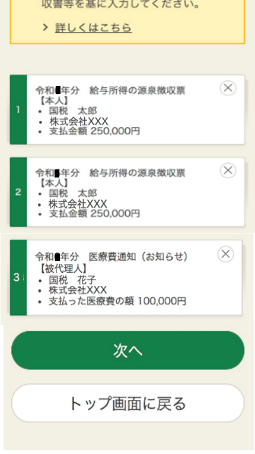 収書等を基に入力してください。
> 詳しくはこちら
1
令和●年分 給与所得の源泉徴収票
【本人】
・ 国税 太郎
・ 株式会社XXX
・ 支払金額 250,000円
2
令和●年分 給与所得の源泉徴収票
【本人】
・ 国税 太郎
・ 株式会社XXX
・ 支払金額 250,000円
3
令和●年分 医療費通知（お知らせ）
【被代理人】
・ 国税 花子
・ 株式会社XXX
・ 支払った医療費の額 100,000円
次へ
トップ画面に戻る